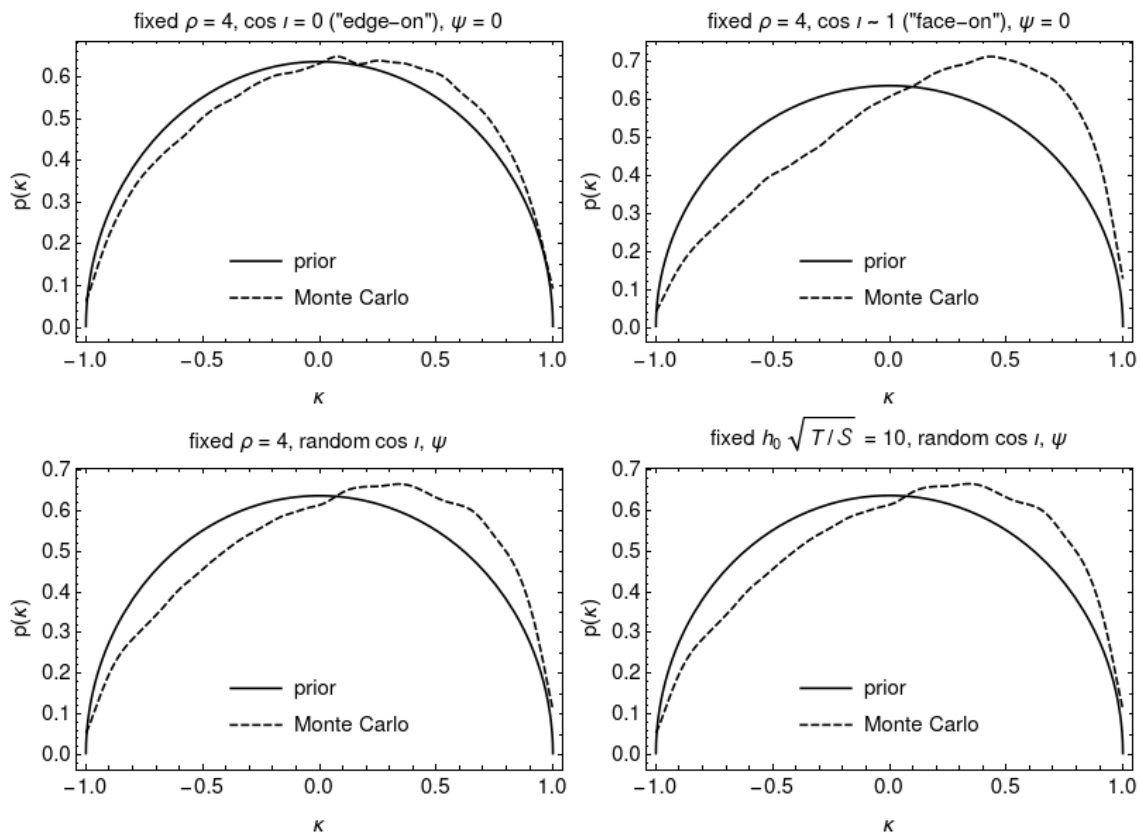 fixed ρ = 4, cos ι = 0 ("edge−on"), ψ = 0
p(κ)
0.6
0.5
0.4
0.3
0.2
0.1
0.0
prior
Monte Carlo
−1.0 −0.5 0.0 0.5 1.0
κ
fixed ρ = 4, cos ι ~ 1 ("face−on"), ψ = 0
p(κ)
0.7
0.6
0.5
0.4
0.3
0.2
0.1
0.0
prior
Monte Carlo
−1.0 −0.5 0.0 0.5 1.0
κ
fixed ρ = 4, random cos ι, ψ
p(κ)
0.7
0.6
0.5
0.4
0.3
0.2
0.1
0.0
prior
Monte Carlo
−1.0 −0.5 0.0 0.5 1.0
κ
fixed h₀ √(T/S) = 10, random cos ι, ψ
p(κ)
0.7
0.6
0.5
0.4
0.3
0.2
0.1
0.0
prior
Monte Carlo
−1.0 −0.5 0.0 0.5 1.0
κ